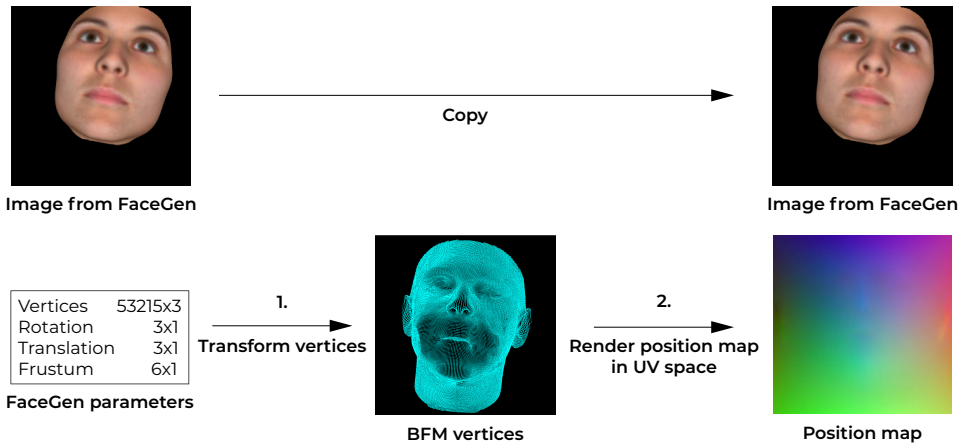 Copy
Image from FaceGen
Image from FaceGen
Vertices 53215x3
Rotation 3x1
Translation 3x1
Frustum 6x1
FaceGen parameters
1.
Transform vertices
BFM vertices
2.
Render position map
in UV space
Position map